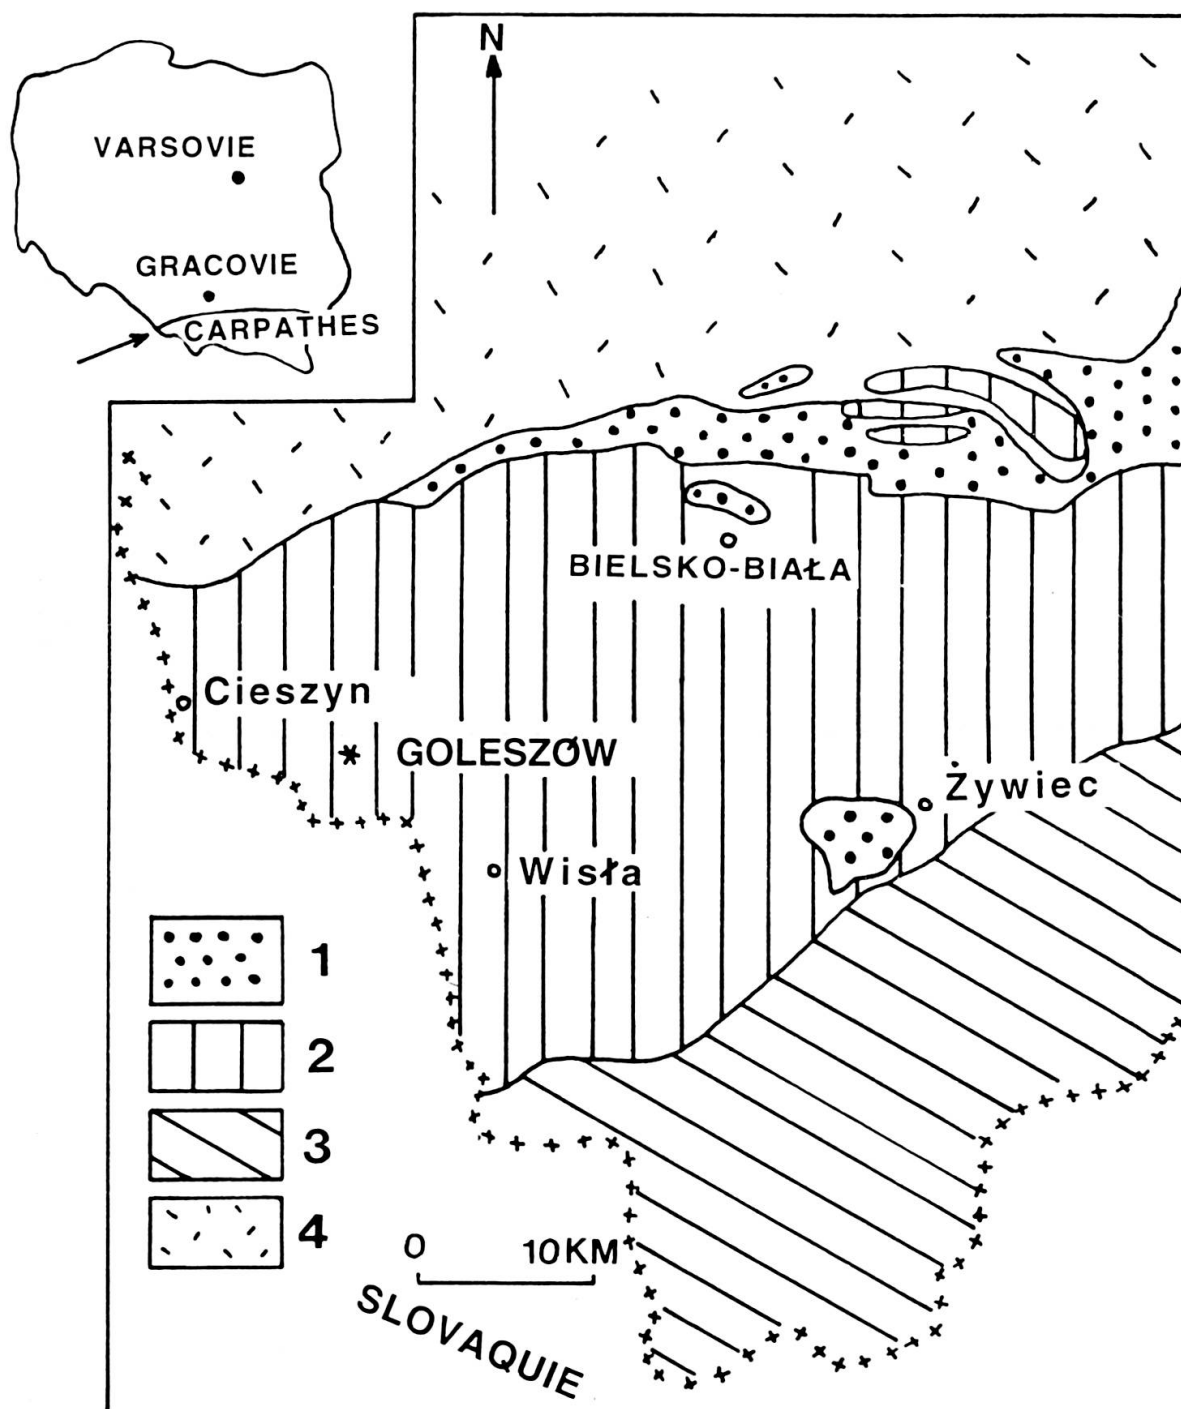 N
VARSOVIE
GRACOVIE
CARPATHES
BIELSKO-BIAŁA
Cieszyn
GOLESZÓW
Żywiec
Wisła
1
2
3
4
0 10KM
SLOVAQUIE